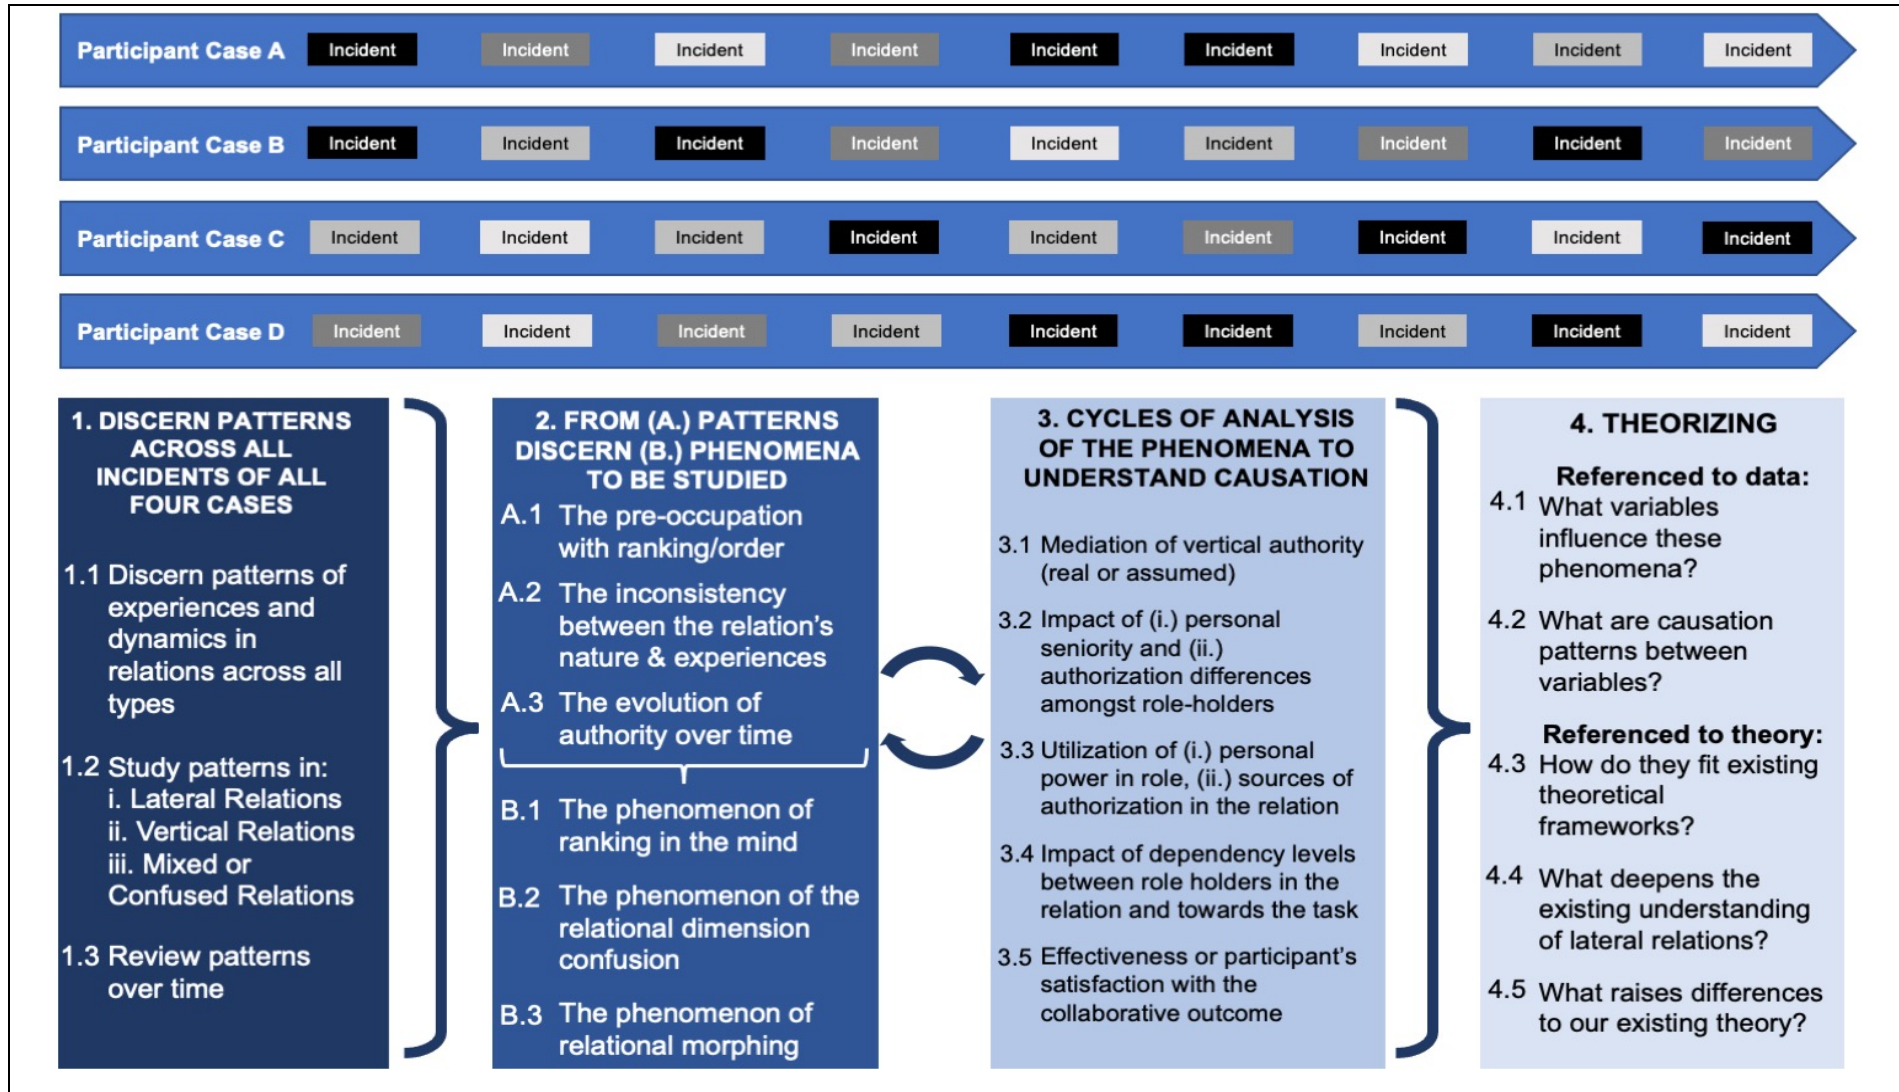 Participant Case A Incident Incident Incident Incident Incident Incident Incident Incident Incident
Participant Case B Incident Incident Incident Incident Incident Incident Incident Incident Incident
Participant Case C Incident Incident Incident Incident Incident Incident Incident Incident Incident
Participant Case D Incident Incident Incident Incident Incident Incident Incident Incident Incident
1. DISCERN PATTERNS
ACROSS ALL
INCIDENTS OF ALL
FOUR CASES
1.1 Discern patterns of
experiences and
dynamics in
relations across all
types
1.2 Study patterns in:
i. Lateral Relations
ii. Vertical Relations
iii. Mixed or
Confused Relations
1.3 Review patterns
over time
2. FROM (A.) PATTERNS
DISCERN (B.) PHENOMENA
TO BE STUDIED
A.1 The pre-occupation
with ranking/order
A.2 The inconsistency
between the relation's
nature & experiences
A.3 The evolution of
authority over time
B.1 The phenomenon of
ranking in the mind
B.2 The phenomenon of the
relational dimension
confusion
B.3 The phenomenon of
relational morphing
3. CYCLES OF ANALYSIS
OF THE PHENOMENA TO
UNDERSTAND CAUSATION
3.1 Mediation of vertical authority
(real or assumed)
3.2 Impact of (i.) personal
seniority and (ii.)
authorization differences
amongst role-holders
3.3 Utilization of (i.) personal
power in role, (ii.) sources of
authorization in the relation
3.4 Impact of dependency levels
between role holders in the
relation and towards the task
3.5 Effectiveness or participant's
satisfaction with the
collaborative outcome
4. THEORIZING
Referenced to data:
4.1 What variables
influence these
phenomena?
4.2 What are causation
patterns between
variables?
Referenced to theory:
4.3 How do they fit existing
theoretical
frameworks?
4.4 What deepens the
existing understanding
of lateral relations?
4.5 What raises differences
to our existing theory?